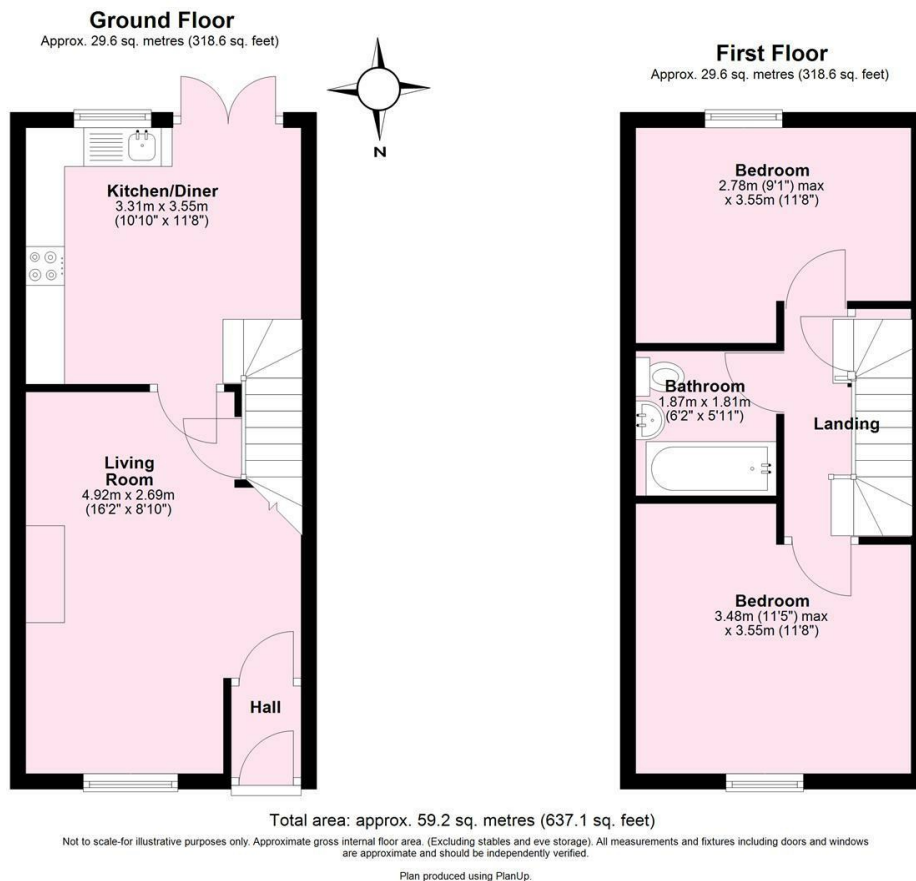 Ground Floor
Approx. 29.6 sq. metres (318.6 sq. feet)
N
Kitchen/Diner
3.31m x 3.55m
(10'10" x 11'8")
Living
Room
4.92m x 2.69m
(16'2" x 8'10")
Hall
First Floor
Approx. 29.6 sq. metres (318.6 sq. feet)
Bedroom
2.78m (9'1") max
x 3.55m (11'8")
Bathroom
1.87m x 1.81m
(6'2" x 5'11")
Landing
Bedroom
3.48m (11'5") max
x 3.55m (11'8")
Total area: approx. 59.2 sq. metres (637.1 sq. feet)
Not to scale-for illustrative purposes only. Approximate gross internal floor area. (Excluding stables and eve storage). All measurements and fixtures including doors and windows
are approximate and should be independently verified.
Plan produced using PlanUp.